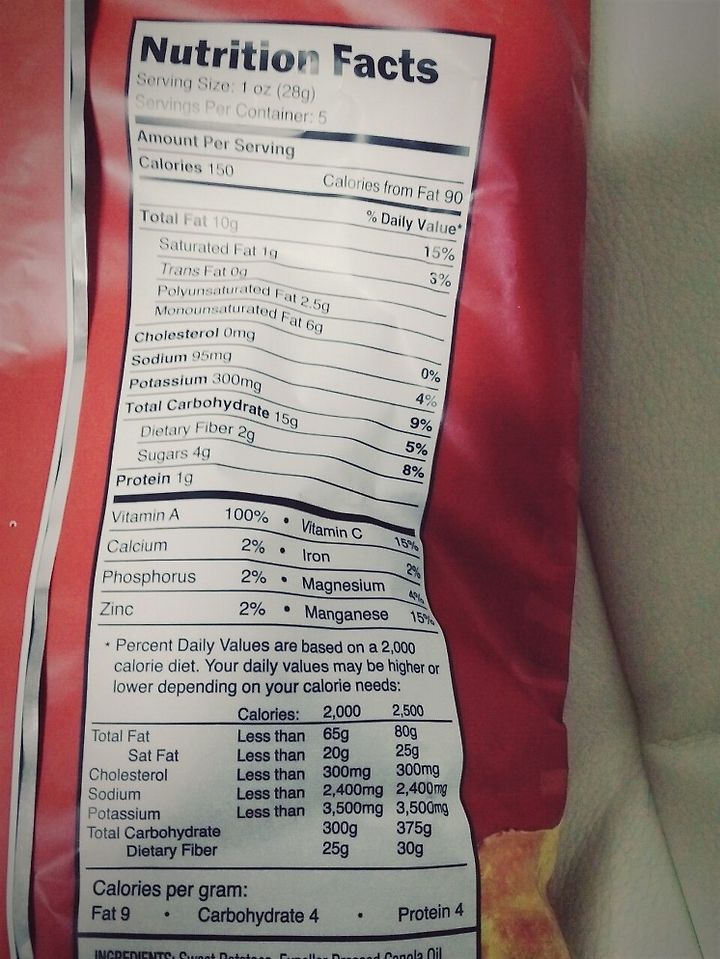 Nutrition Facts
Serving Size: 1 oz (28g)
Servings Per Container: 5
Amount Per Serving
Calories 150 Calories from Fat 90
% Daily Value*
Total Fat 10g 15%
Saturated Fat 1g 3%
Trans Fat 0g
Polyunsaturated Fat 2.5g
Monounsaturated Fat 6g
Cholesterol 0mg 0%
Sodium 95mg 4%
Potassium 300mg 9%
Total Carbohydrate 15g 5%
Dietary Fiber 2g 8%
Sugars 4g
Protein 1g
Vitamin A 100% • Vitamin C 15%
Calcium 2% • Iron 2%
Phosphorus 2% • Magnesium 4%
Zinc 2% • Manganese 15%
* Percent Daily Values are based on a 2,000
calorie diet. Your daily values may be higher or
lower depending on your calorie needs:
Calories: 2,000 2,500
Total Fat Less than 65g 80g
Sat Fat Less than 20g 25g
Cholesterol Less than 300mg 300mg
Sodium Less than 2,400mg 2,400mg
Potassium Less than 3,500mg 3,500mg
Total Carbohydrate 300g 375g
Dietary Fiber 25g 30g
Calories per gram:
Fat 9 • Carbohydrate 4 • Protein 4
INGREDIENTS: Sweet Potatoes, Expeller Pressed Canola Oil